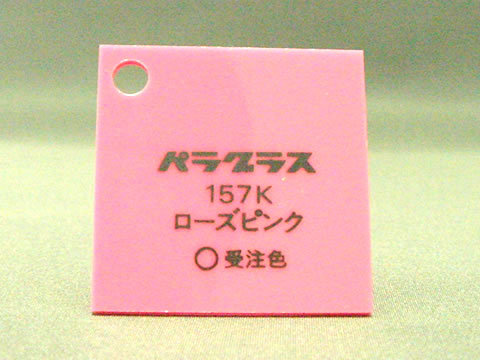 パラグラス
157K
ローズピンク
○受注色